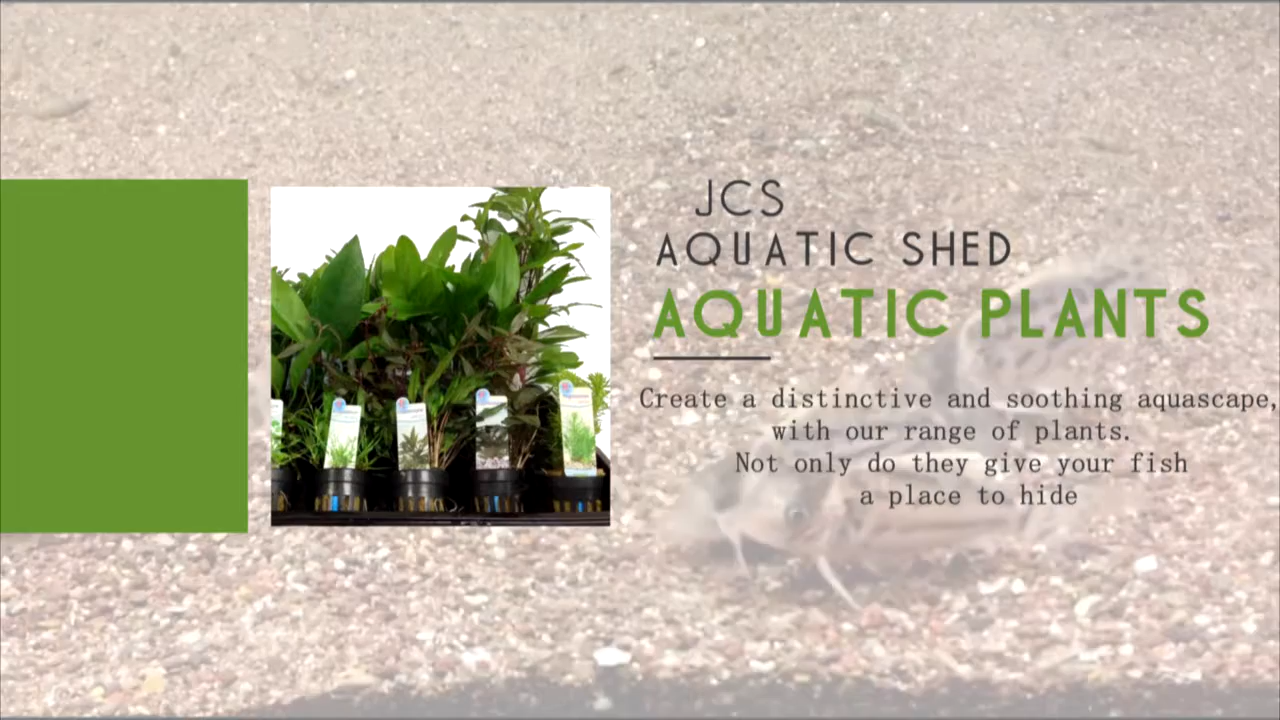 JCS
AQUATIC SHED
AQUATIC PLANTS
Create a distinctive and soothing aquascape,
with our range of plants.
Not only do they give your fish
a place to hide